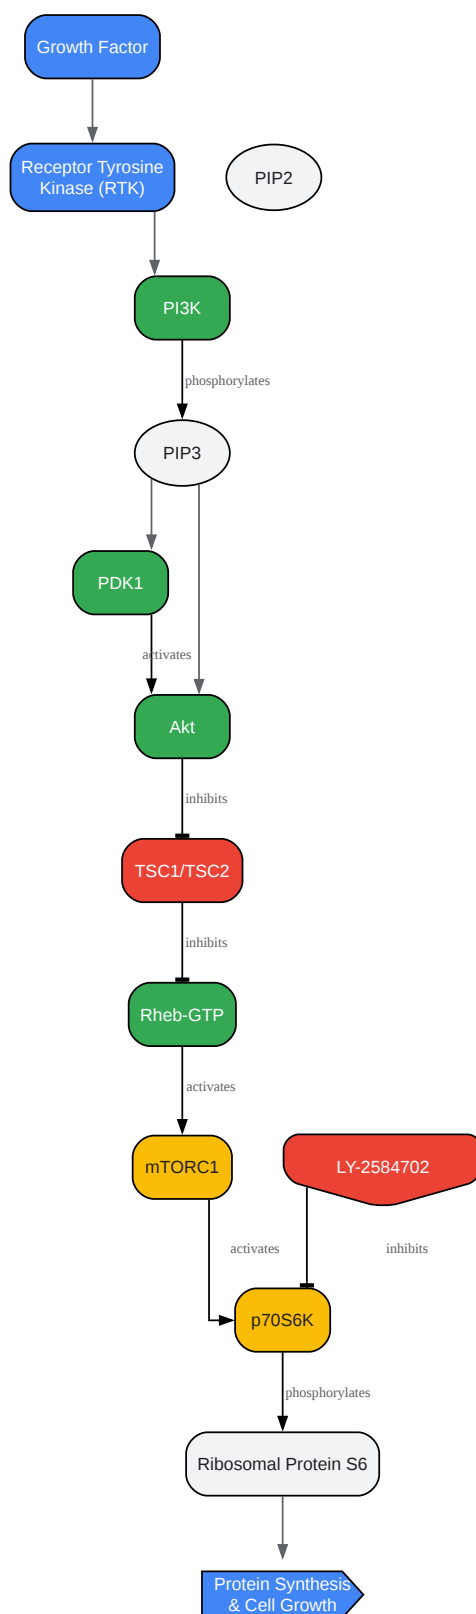 Growth Factor
Receptor Tyrosine
Kinase (RTK)
PIP2
PI3K
phosphorylates
PIP3
PDK1
activates
Akt
inhibits
TSC1/TSC2
inhibits
Rheb-GTP
activates
mTORC1
LY-2584702
activates
inhibits
p70S6K
phosphorylates
Ribosomal Protein S6
Protein Synthesis
& Cell Growth